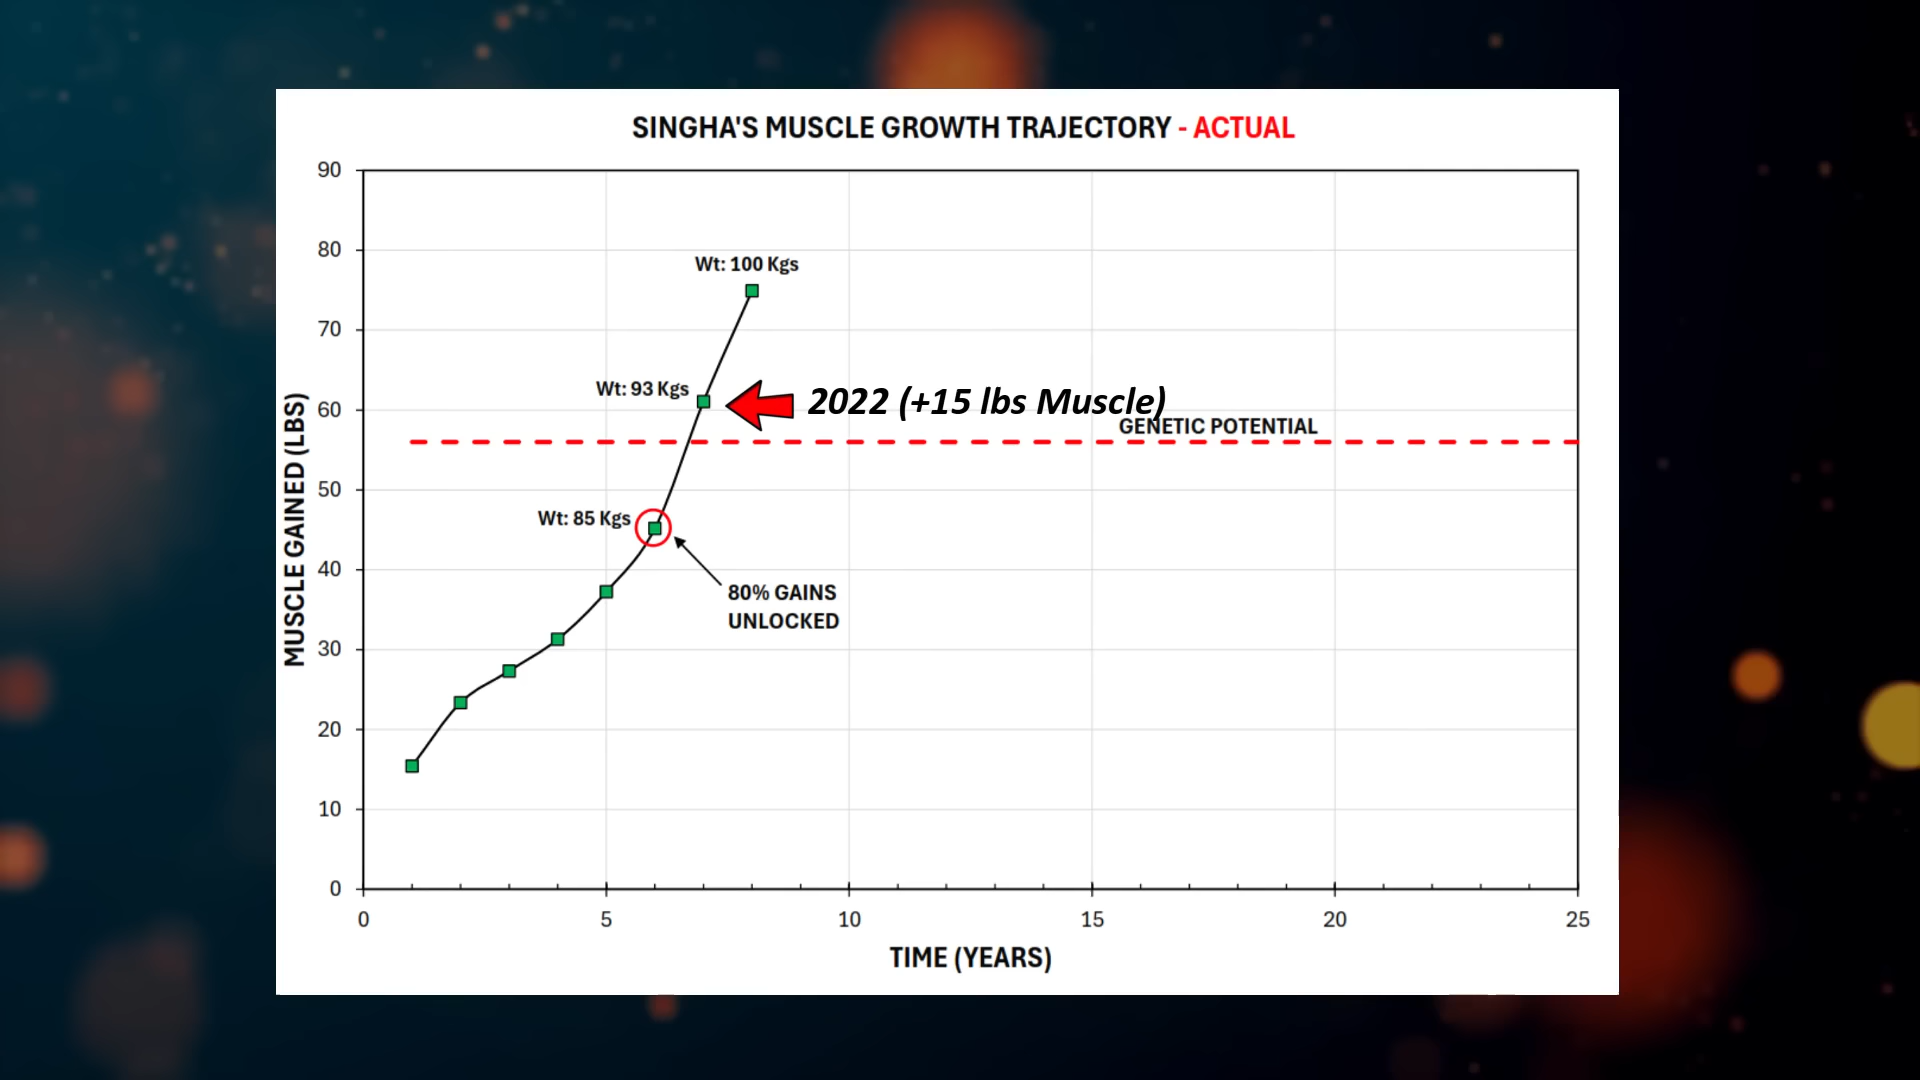 SINGHA'S MUSCLE GROWTH TRAJECTORY - ACTUAL
90
80
70
60
50
40
30
20
10
0
MUSCLE GAINED (LBS)
Wt: 100 Kgs
Wt: 93 Kgs
2022 (+15 lbs Muscle)
GENETIC POTENTIAL
Wt: 85 Kgs
80% GAINS
UNLOCKED
0 5 10 15 20 25
TIME (YEARS)